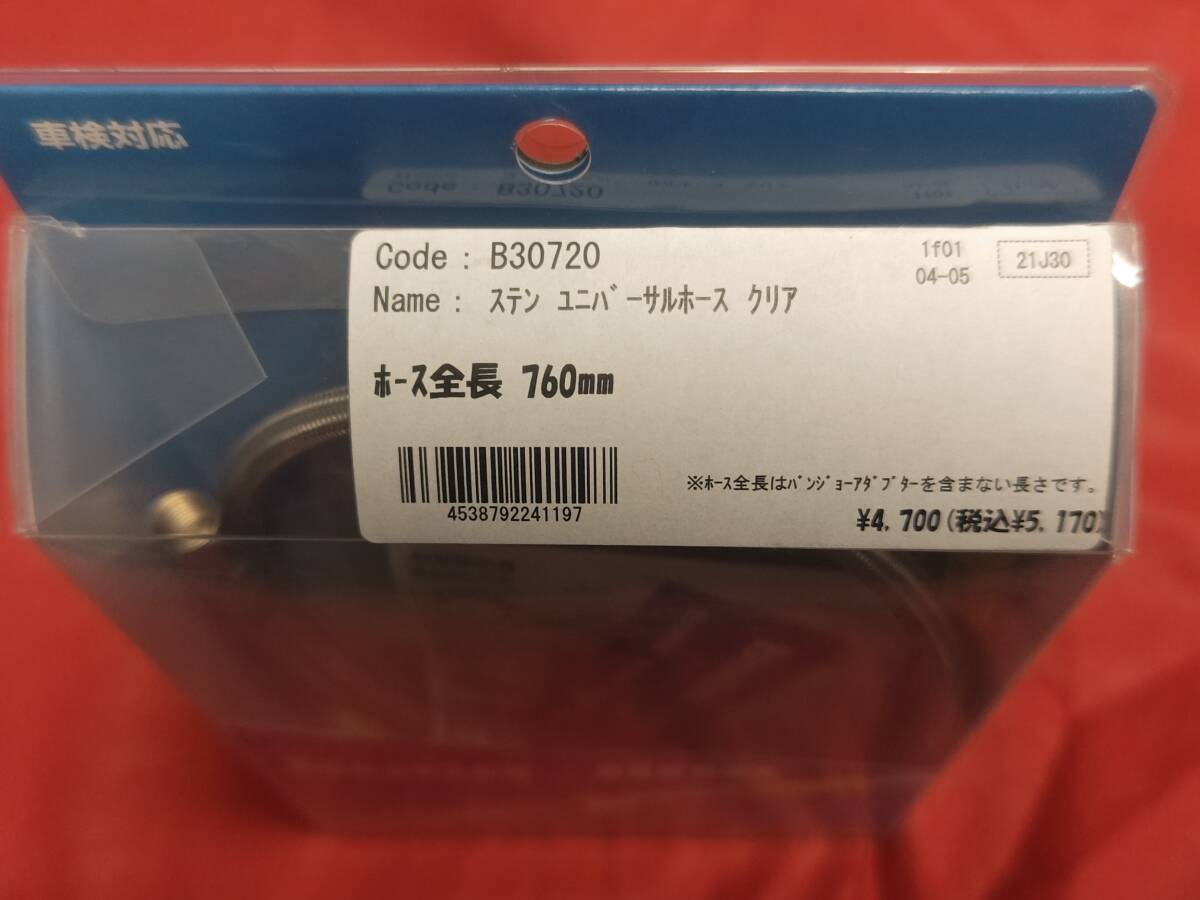 車検対応
Code : B30720
1f01
04-05
21J30
Name : ｽﾃﾝ ﾕﾆﾊﾞｰｻﾙﾎｰｽ ｸﾘｱ
ﾎｰｽ全長 760mm
4538792241197
※ﾎｰｽ全長はﾊﾞﾝｼﾞｮｰｱﾀﾞﾌﾟﾀｰを含まない長さです。
¥4,700(税込¥5,170)